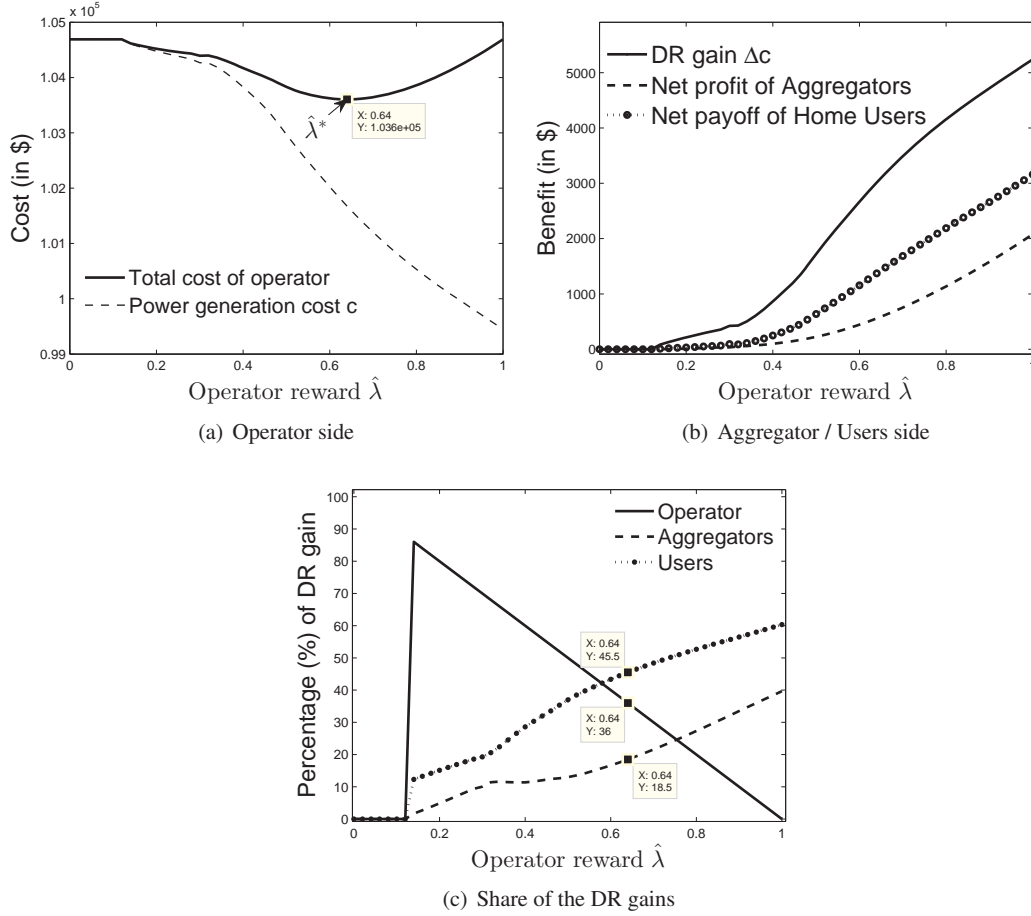 1.05 x 10⁵
1.04
1.03
1.02
1.01
1
0.99
0 0.2 0.4 0.6 0.8 1
Cost (in $)
X: 0.64
Y: 1.036e+05
λ̂*
Total cost of operator
Power generation cost c
Operator reward λ̂
(a) Operator side
5000
4000
3000
2000
1000
0
0 0.2 0.4 0.6 0.8 1
Benefit (in $)
DR gain Δc
Net profit of Aggregators
Net payoff of Home Users
Operator reward λ̂
(b) Aggregator / Users side
100
90
80
70
60
50
40
30
20
10
0
0 0.2 0.4 0.6 0.8 1
Percentage (%) of DR gain
Operator
Aggregators
Users
X: 0.64
Y: 45.5
X: 0.64
Y: 36
X: 0.64
Y: 18.5
Operator reward λ̂
(c) Share of the DR gains